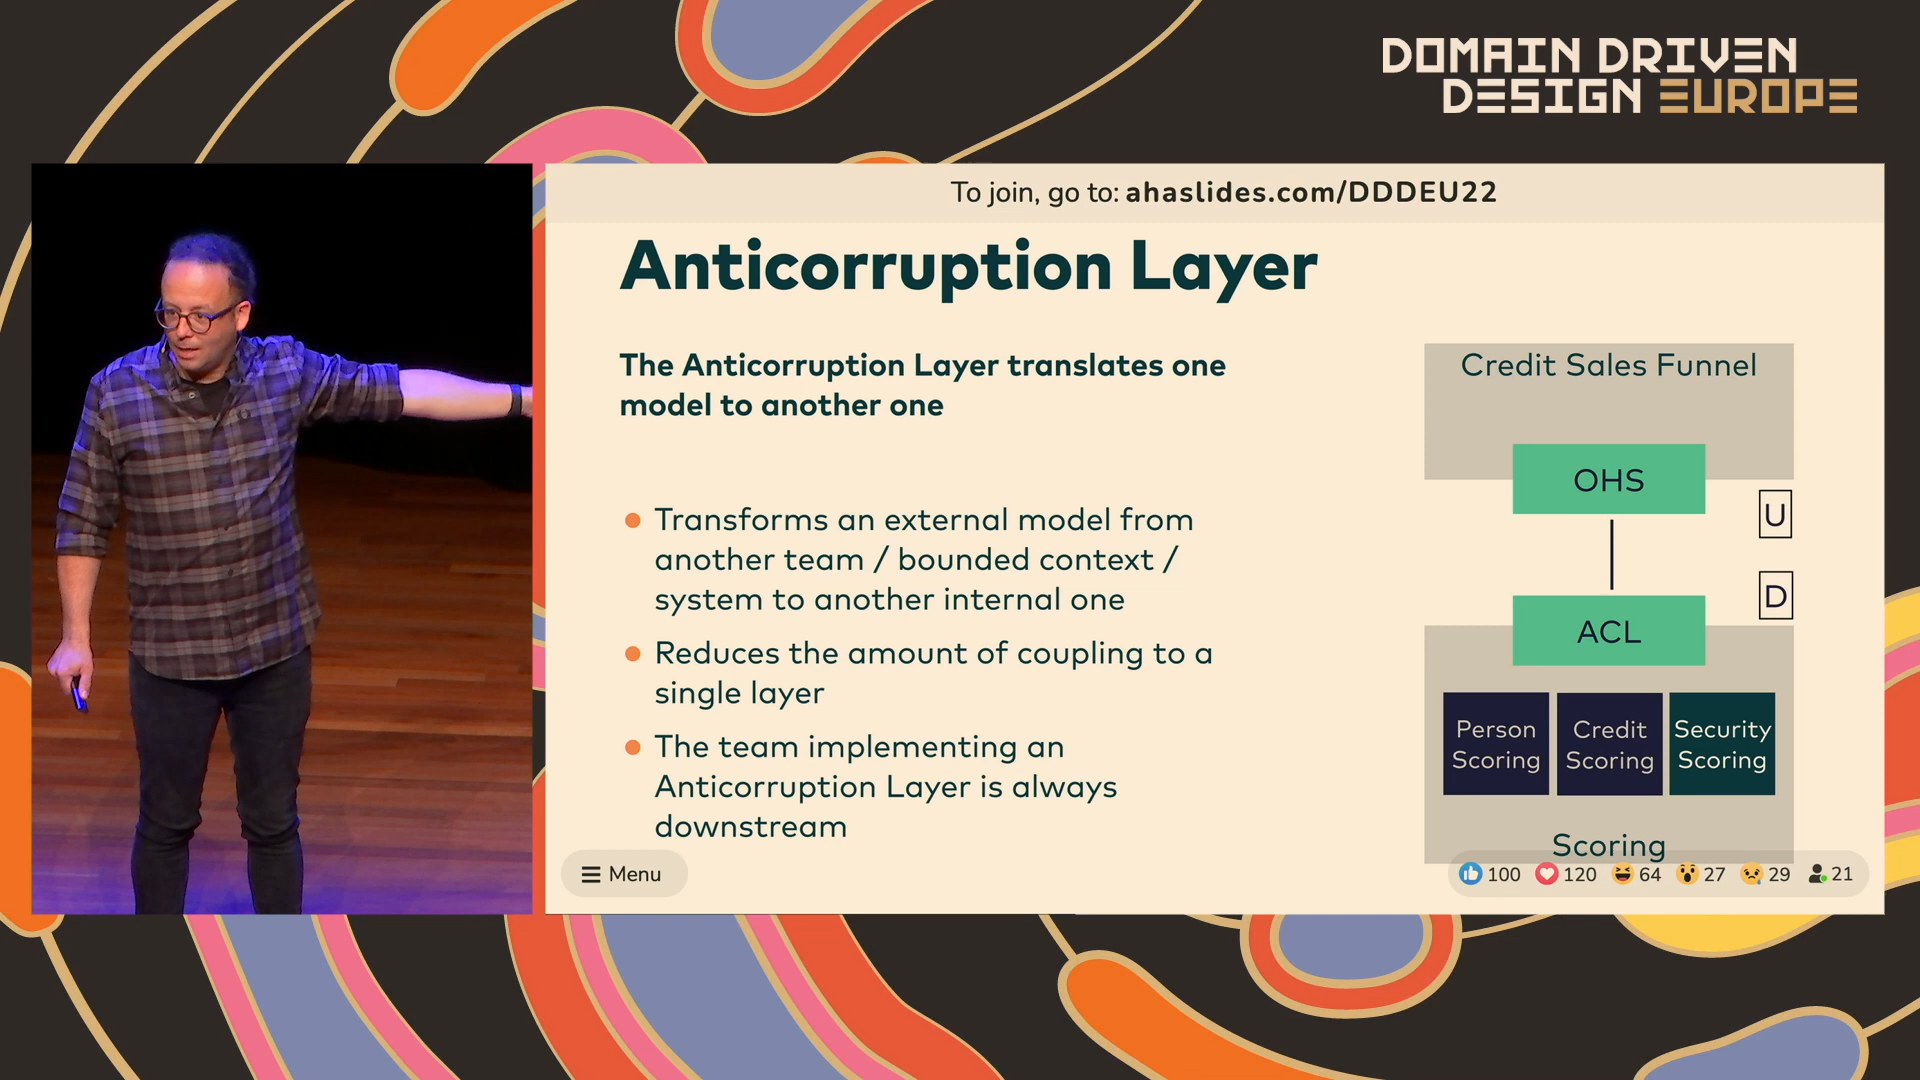 DOMAIN DRIVEN
DESIGN EUROPE
To join, go to: ahaslides.com/DDDEU22
Anticorruption Layer
The Anticorruption Layer translates one
model to another one
Transforms an external model from
another team / bounded context /
system to another internal one
Reduces the amount of coupling to a
single layer
The team implementing an
Anticorruption Layer is always
downstream
Credit Sales Funnel
OHS
U
D
ACL
Person
Scoring
Credit
Scoring
Security
Scoring
Scoring
Menu
100 120 64 27 29 21